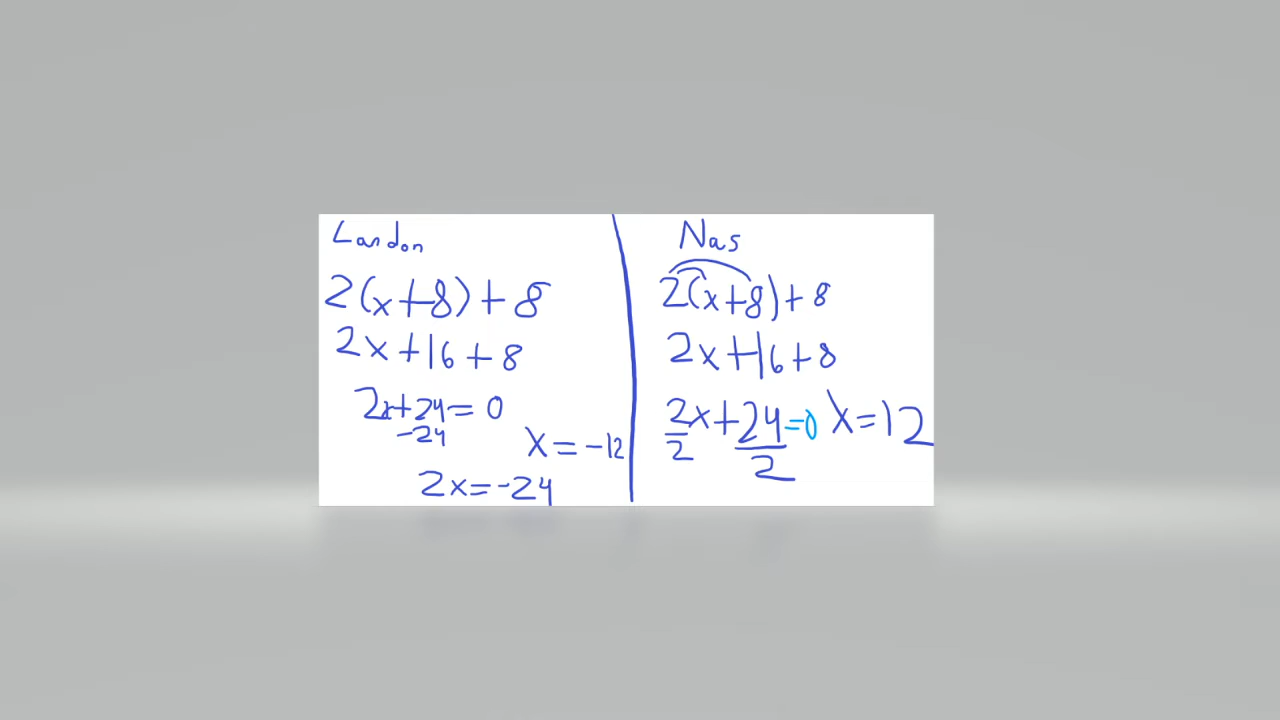 Landon
2(x+8)+8
2x+16+8
2x+24=0
-24
x=-12
2x=-24
Nas
2(x+8)+8
2x+16+8
2x+24=0 x=12
2 2